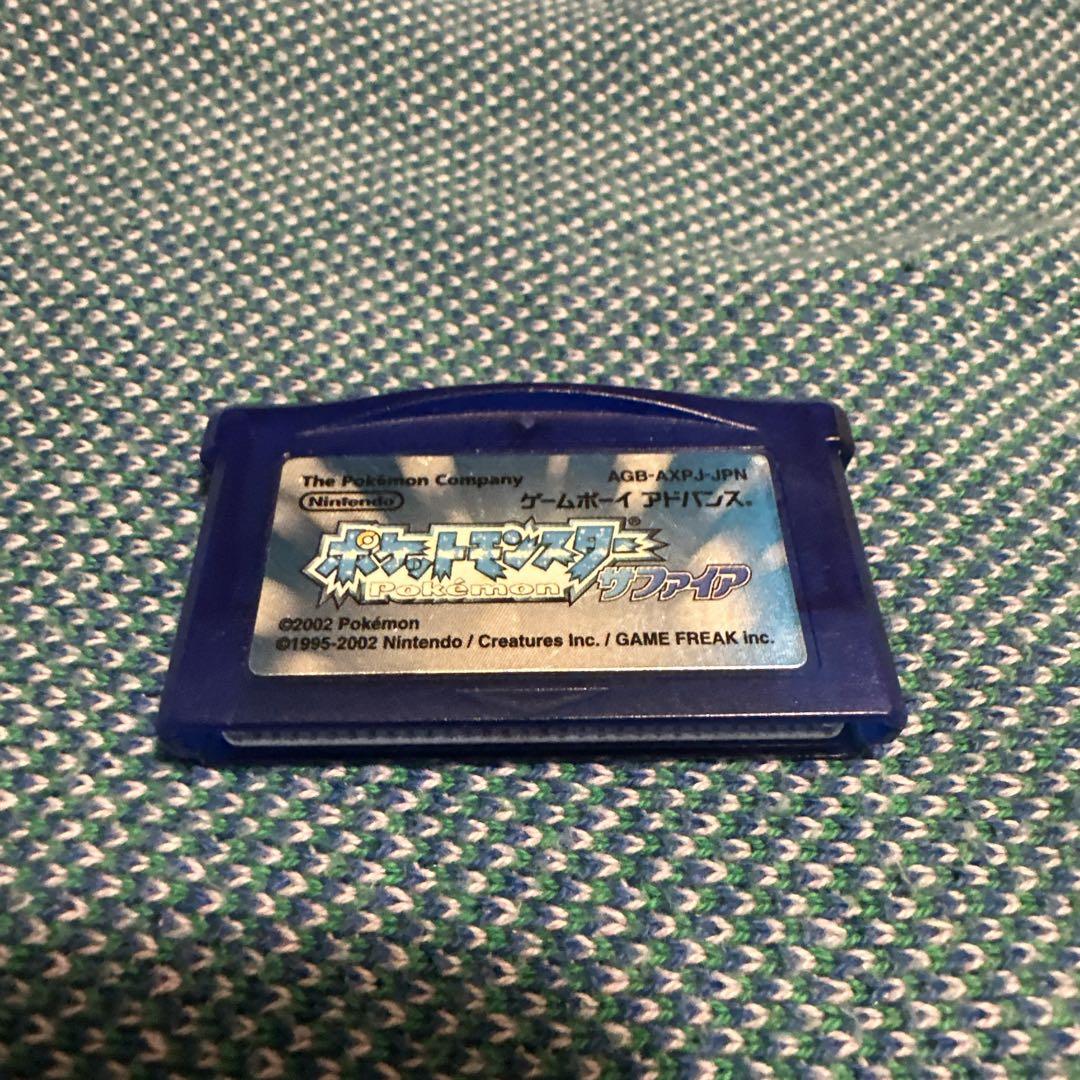 The Pokémon Company
AGB-AXPJ-JPN
Nintendo
ゲームボーイ アドバンス®
ポケットモンスター®
Pokémon
サファイア
©2002 Pokémon
©1995-2002 Nintendo / Creatures Inc. / GAME FREAK inc.